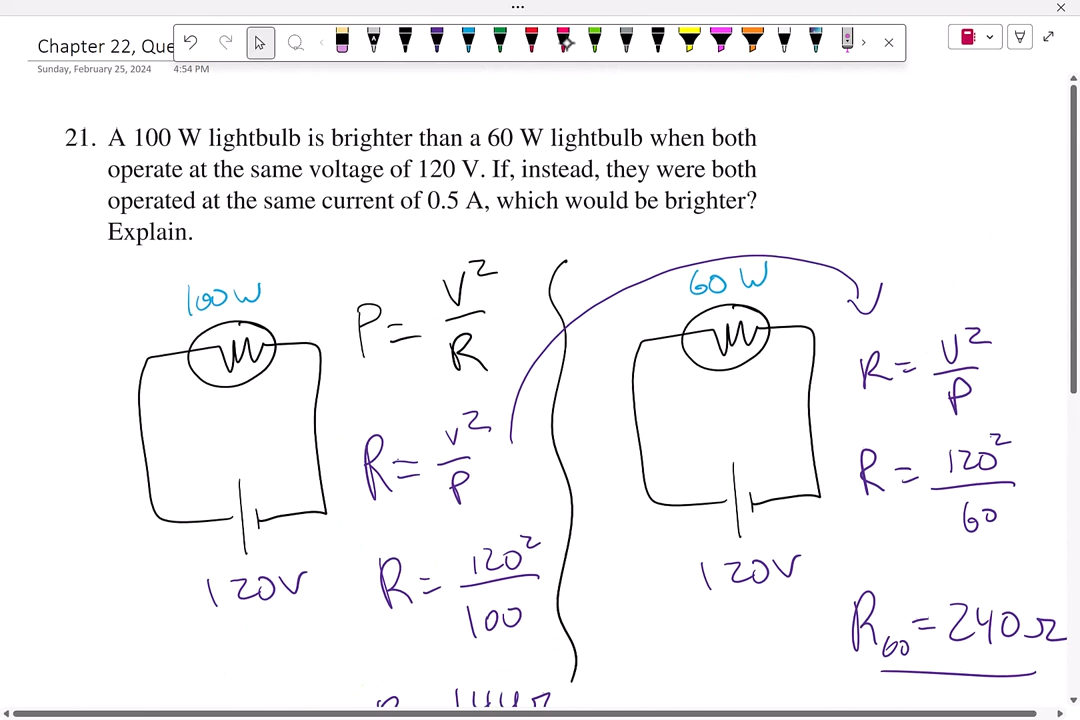 Chapter 22, Que
Sunday, February 25, 2024 4:54 PM
21. A 100 W lightbulb is brighter than a 60 W lightbulb when both
operate at the same voltage of 120 V. If, instead, they were both
operated at the same current of 0.5 A, which would be brighter?
Explain.
100W
P = V²/R
R = V²/P
R = 120²/100
120V
60 W
R = V²/P
R = 120²/60
120V
R₆₀ = 240Ω